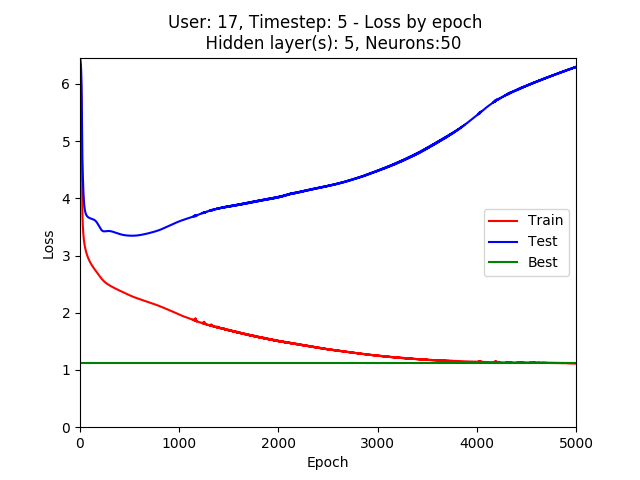 User: 17, Timestep: 5 - Loss by epoch
Hidden layer(s): 5, Neurons:50
6
5
4
3
2
1
0
Loss
Train
Test
Best
0 1000 2000 3000 4000 5000
Epoch